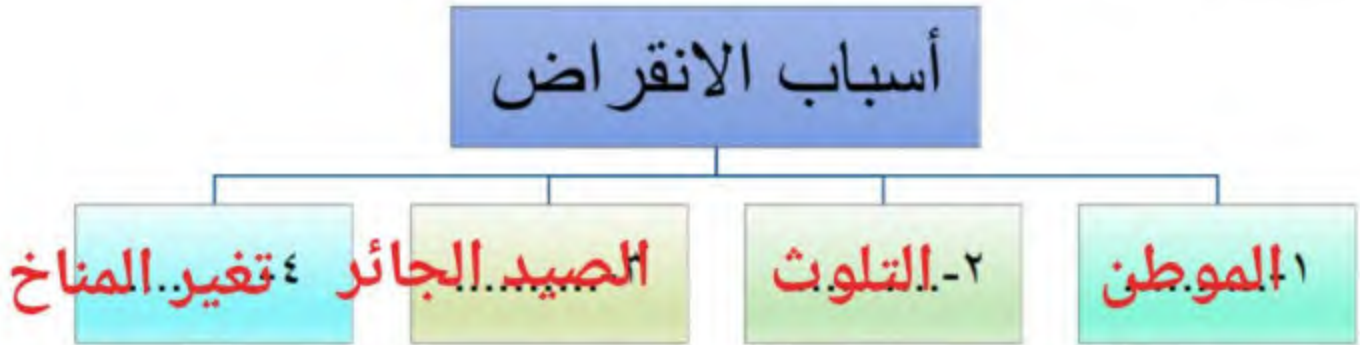 أسباب الانقراض
١- الموطن
٢- التلوث
٣- الصيد الجائر
٤- تغير المناخ